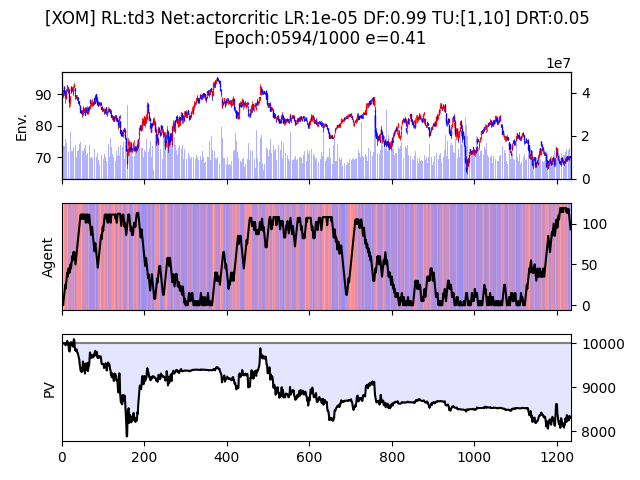 [XOM] RL:td3 Net:actorcritic LR:1e-05 DF:0.99 TU:[1,10] DRT:0.05
Epoch:0594/1000 e=0.41
1e7
90
80
70
Env.
4
2
0
Agent
100
50
0
PV
10000
9000
8000
0 200 400 600 800 1000 1200